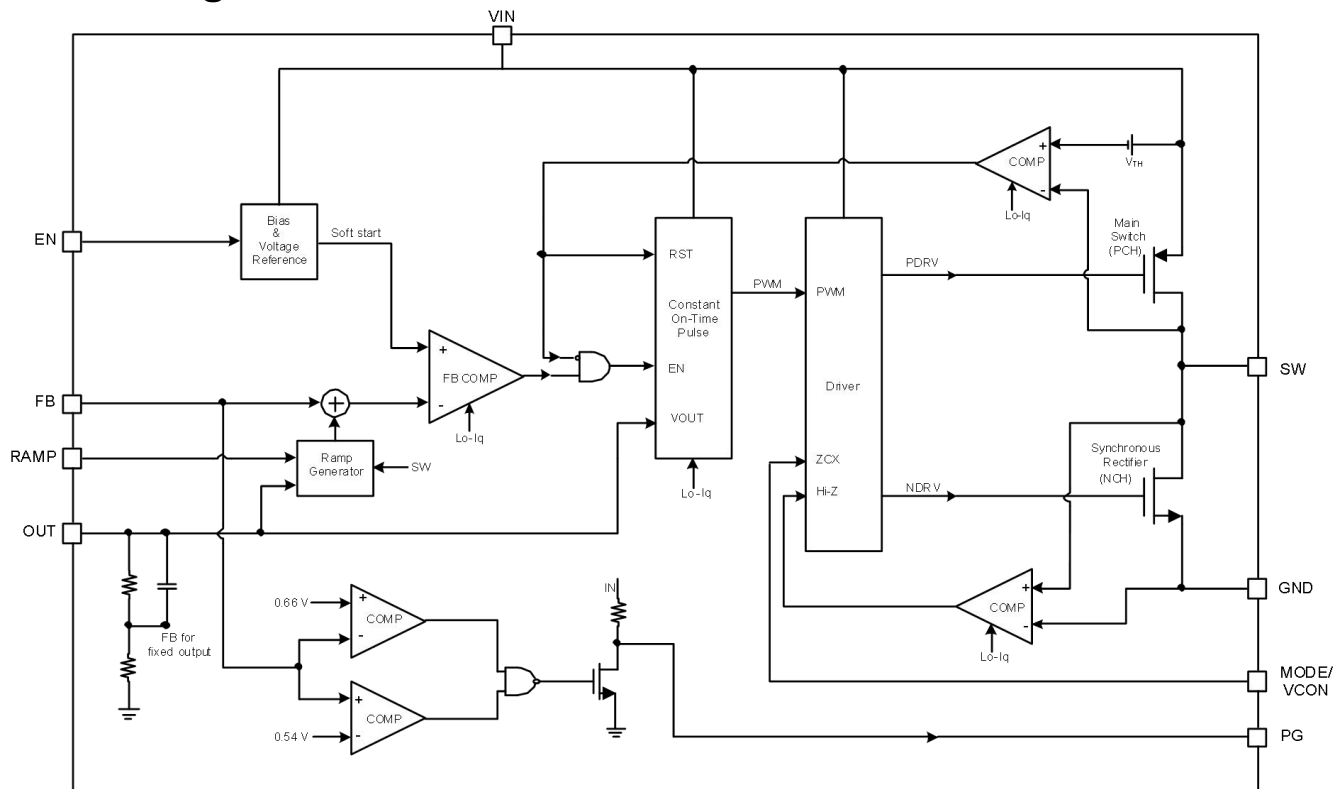 g
VIN
COMP
+
-
VTH
Lo-Iq
Main
Switch
(PCH)
EN
Bias
&
Voltage
Reference
Soft start
RST
Constant
On-Time
Pulse
EN
VOUT
Lo-Iq
PWM
PDRV
PWM
Driver
ZCX
Hi-Z
NDRV
SW
FB
+
+
-
FB COMP
Lo-Iq
RAMP
Ramp
Generator
SW
OUT
Synchronous
Rectifier
(NCH)
GND
FB for
fixed output
0.66 V
+
-
COMP
+
-
COMP
0.54 V
IN
+
-
COMP
Lo-Iq
MODE/
VCON
PG